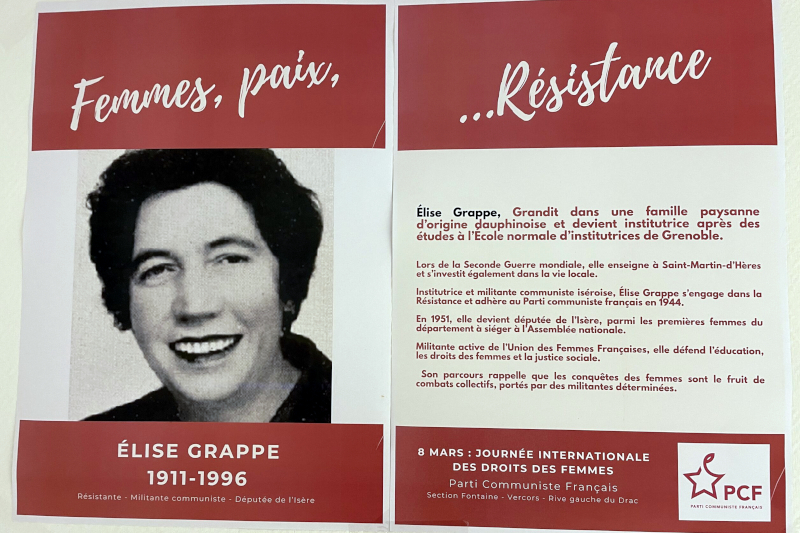 Femmes, paix,
ÉLISE GRAPPE
1911-1996
Résistante - Militante communiste - Députée de l'Isère
...Résistance
Élise Grappe, Grandit dans une famille paysanne
d'origine dauphinoise et devient institutrice après des
études à l'Ecole normale d'institutrices de Grenoble.
Lors de la Seconde Guerre mondiale, elle enseigne à Saint-Martin-d'Hères
et s'investit également dans la vie locale.
Institutrice et militante communiste iséroise, Élise Grappe s'engage dans la
Résistance et adhère au Parti communiste français en 1944.
En 1951, elle devient députée de l'Isère, parmi les premières femmes du
département à siéger à l'Assemblée nationale.
Militante active de l'Union des Femmes Françaises, elle défend l'éducation,
les droits des femmes et la justice sociale.
Son parcours rappelle que les conquêtes des femmes sont le fruit de
combats collectifs, portés par des militantes déterminées.
8 MARS : JOURNÉE INTERNATIONALE
DES DROITS DES FEMMES
Parti Communiste Français
Section Fontaine - Vercors - Rive gauche du Drac
PCF
PARTI COMMUNISTE FRANÇAIS